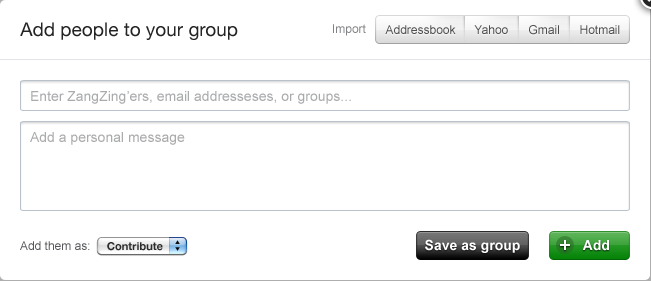 Add people to your group
Import Addressbook Yahoo Gmail Hotmail
Enter ZangZing'ers, email addresseses, or groups...
Add a personal message
Add them as: Contribute Save as group + Add